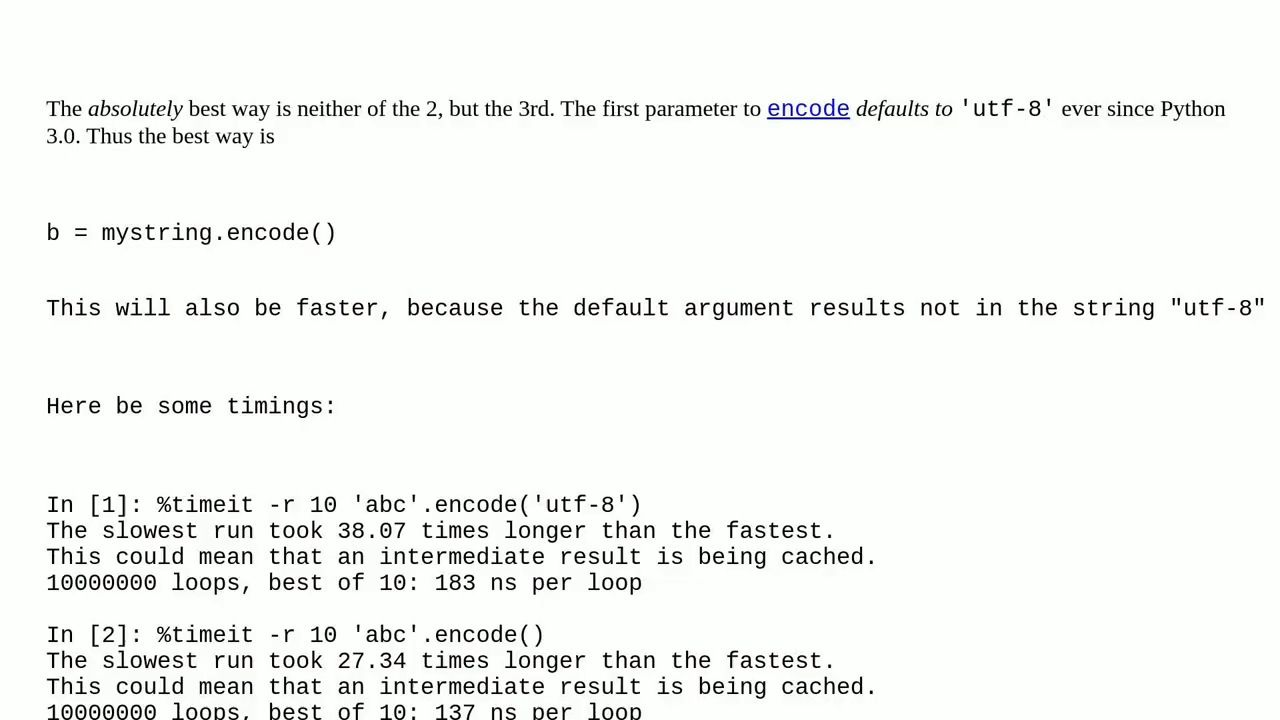 The absolutely best way is neither of the 2, but the 3rd. The first parameter to encode defaults to 'utf-8' ever since Python
3.0. Thus the best way is
b = mystring.encode()
This will also be faster, because the default argument results not in the string "utf-8"
Here be some timings:
In [1]: %timeit -r 10 'abc'.encode('utf-8')
The slowest run took 38.07 times longer than the fastest.
This could mean that an intermediate result is being cached.
10000000 loops, best of 10: 183 ns per loop
In [2]: %timeit -r 10 'abc'.encode()
The slowest run took 27.34 times longer than the fastest.
This could mean that an intermediate result is being cached.
10000000 loops, best of 10: 137 ns per loop